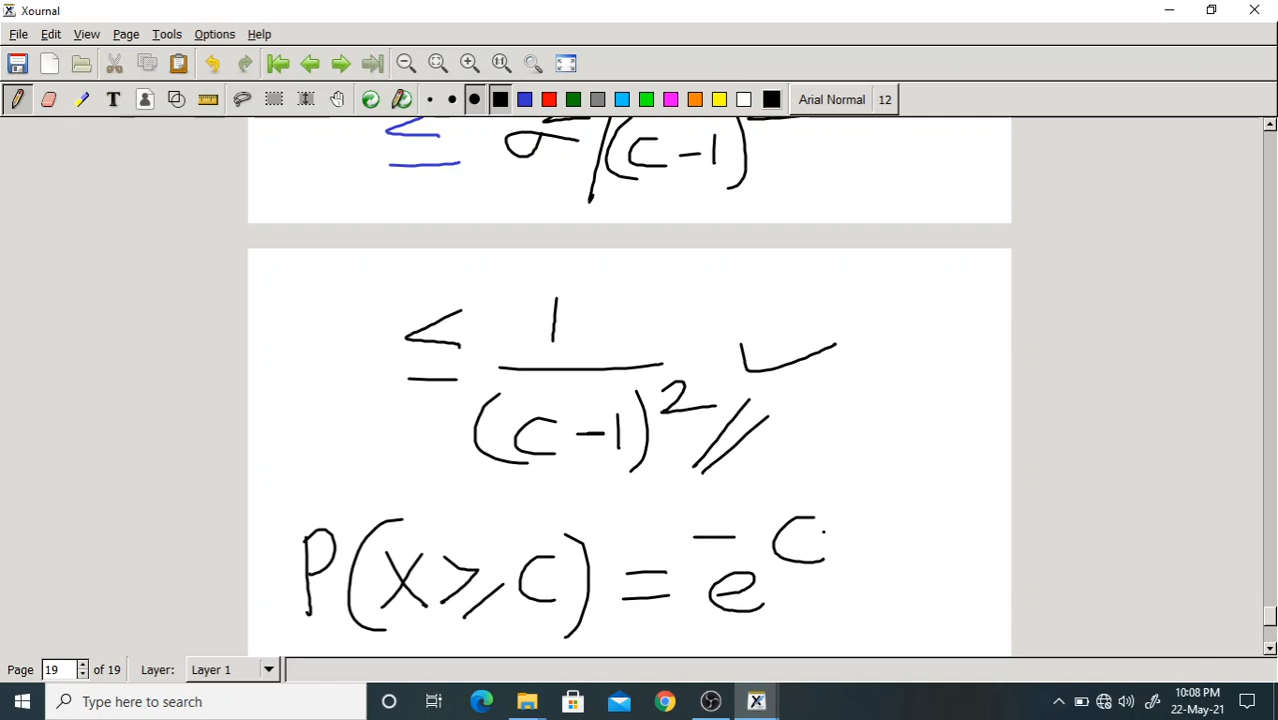 Xournal
File Edit View Page Tools Options Help
Arial Normal 12
≤ σ²/(c-1)²
≤ 1/(c-1)² //
P(X ≥ c) = e^-c
Page 19 of 19 Layer: Layer 1
Type here to search
10:08 PM
22-May-21